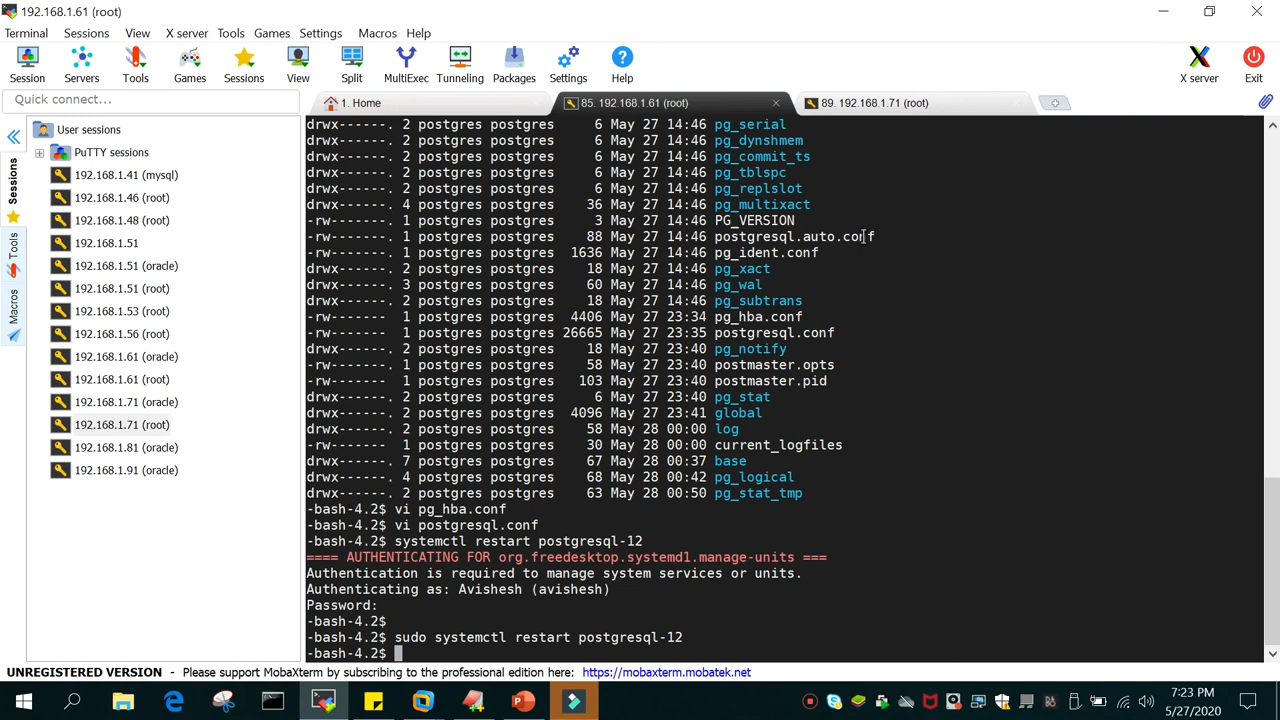 192.168.1.61 (root)
Terminal Sessions View X server Tools Games Settings Macros Help
Session Servers Tools Games Sessions View Split MultiExec Tunneling Packages Settings Help X server Exit
Quick connect...
1. Home
85. 192.168.1.61 (root)
89. 192.168.1.71 (root)
Sessions
Tools
Macros
User sessions
PuTTY sessions
192.168.1.41 (mysql)
192.168.1.46 (root)
192.168.1.48 (root)
192.168.1.51
192.168.1.51 (oracle)
192.168.1.51 (root)
192.168.1.53 (root)
192.168.1.56 (root)
192.168.1.61 (oracle)
192.168.1.61 (root)
192.168.1.71 (oracle)
192.168.1.71 (root)
192.168.1.81 (oracle)
192.168.1.91 (oracle)
drwx------. 2 postgres postgres 6 May 27 14:46 pg_serial
drwx------. 2 postgres postgres 6 May 27 14:46 pg_dynshmem
drwx------. 2 postgres postgres 6 May 27 14:46 pg_commit_ts
drwx------. 2 postgres postgres 6 May 27 14:46 pg_tblspc
drwx------. 2 postgres postgres 6 May 27 14:46 pg_replslot
drwx------. 4 postgres postgres 36 May 27 14:46 pg_multixact
-rw-------. 1 postgres postgres 3 May 27 14:46 PG_VERSION
-rw-------. 1 postgres postgres 88 May 27 14:46 postgresql.auto.conf
-rw-------. 1 postgres postgres 1636 May 27 14:46 pg_ident.conf
drwx------. 2 postgres postgres 18 May 27 14:46 pg_xact
drwx------. 3 postgres postgres 60 May 27 14:46 pg_wal
drwx------. 2 postgres postgres 18 May 27 14:46 pg_subtrans
-rw------- 1 postgres postgres 4406 May 27 23:34 pg_hba.conf
-rw------- 1 postgres postgres 26665 May 27 23:35 postgresql.conf
drwx------. 2 postgres postgres 18 May 27 23:40 pg_notify
-rw------- 1 postgres postgres 58 May 27 23:40 postmaster.opts
-rw------- 1 postgres postgres 103 May 27 23:40 postmaster.pid
drwx------. 2 postgres postgres 6 May 27 23:40 pg_stat
drwx------. 2 postgres postgres 4096 May 27 23:41 global
drwx------. 2 postgres postgres 58 May 28 00:00 log
-rw------- 1 postgres postgres 30 May 28 00:00 current_logfiles
drwx------. 7 postgres postgres 67 May 28 00:37 base
drwx------. 4 postgres postgres 68 May 28 00:42 pg_logical
drwx------. 2 postgres postgres 63 May 28 00:50 pg_stat_tmp
-bash-4.2$ vi pg_hba.conf
-bash-4.2$ vi postgresql.conf
-bash-4.2$ systemctl restart postgresql-12
==== AUTHENTICATING FOR org.freedesktop.systemd1.manage-units ===
Authentication is required to manage system services or units.
Authenticating as: Avishesh (avishesh)
Password:
-bash-4.2$
-bash-4.2$ sudo systemctl restart postgresql-12
-bash-4.2$
UNREGISTERED VERSION - Please support MobaXterm by subscribing to the professional edition here: https://mobaxterm.mobatek.net
7:23 PM
5/27/2020